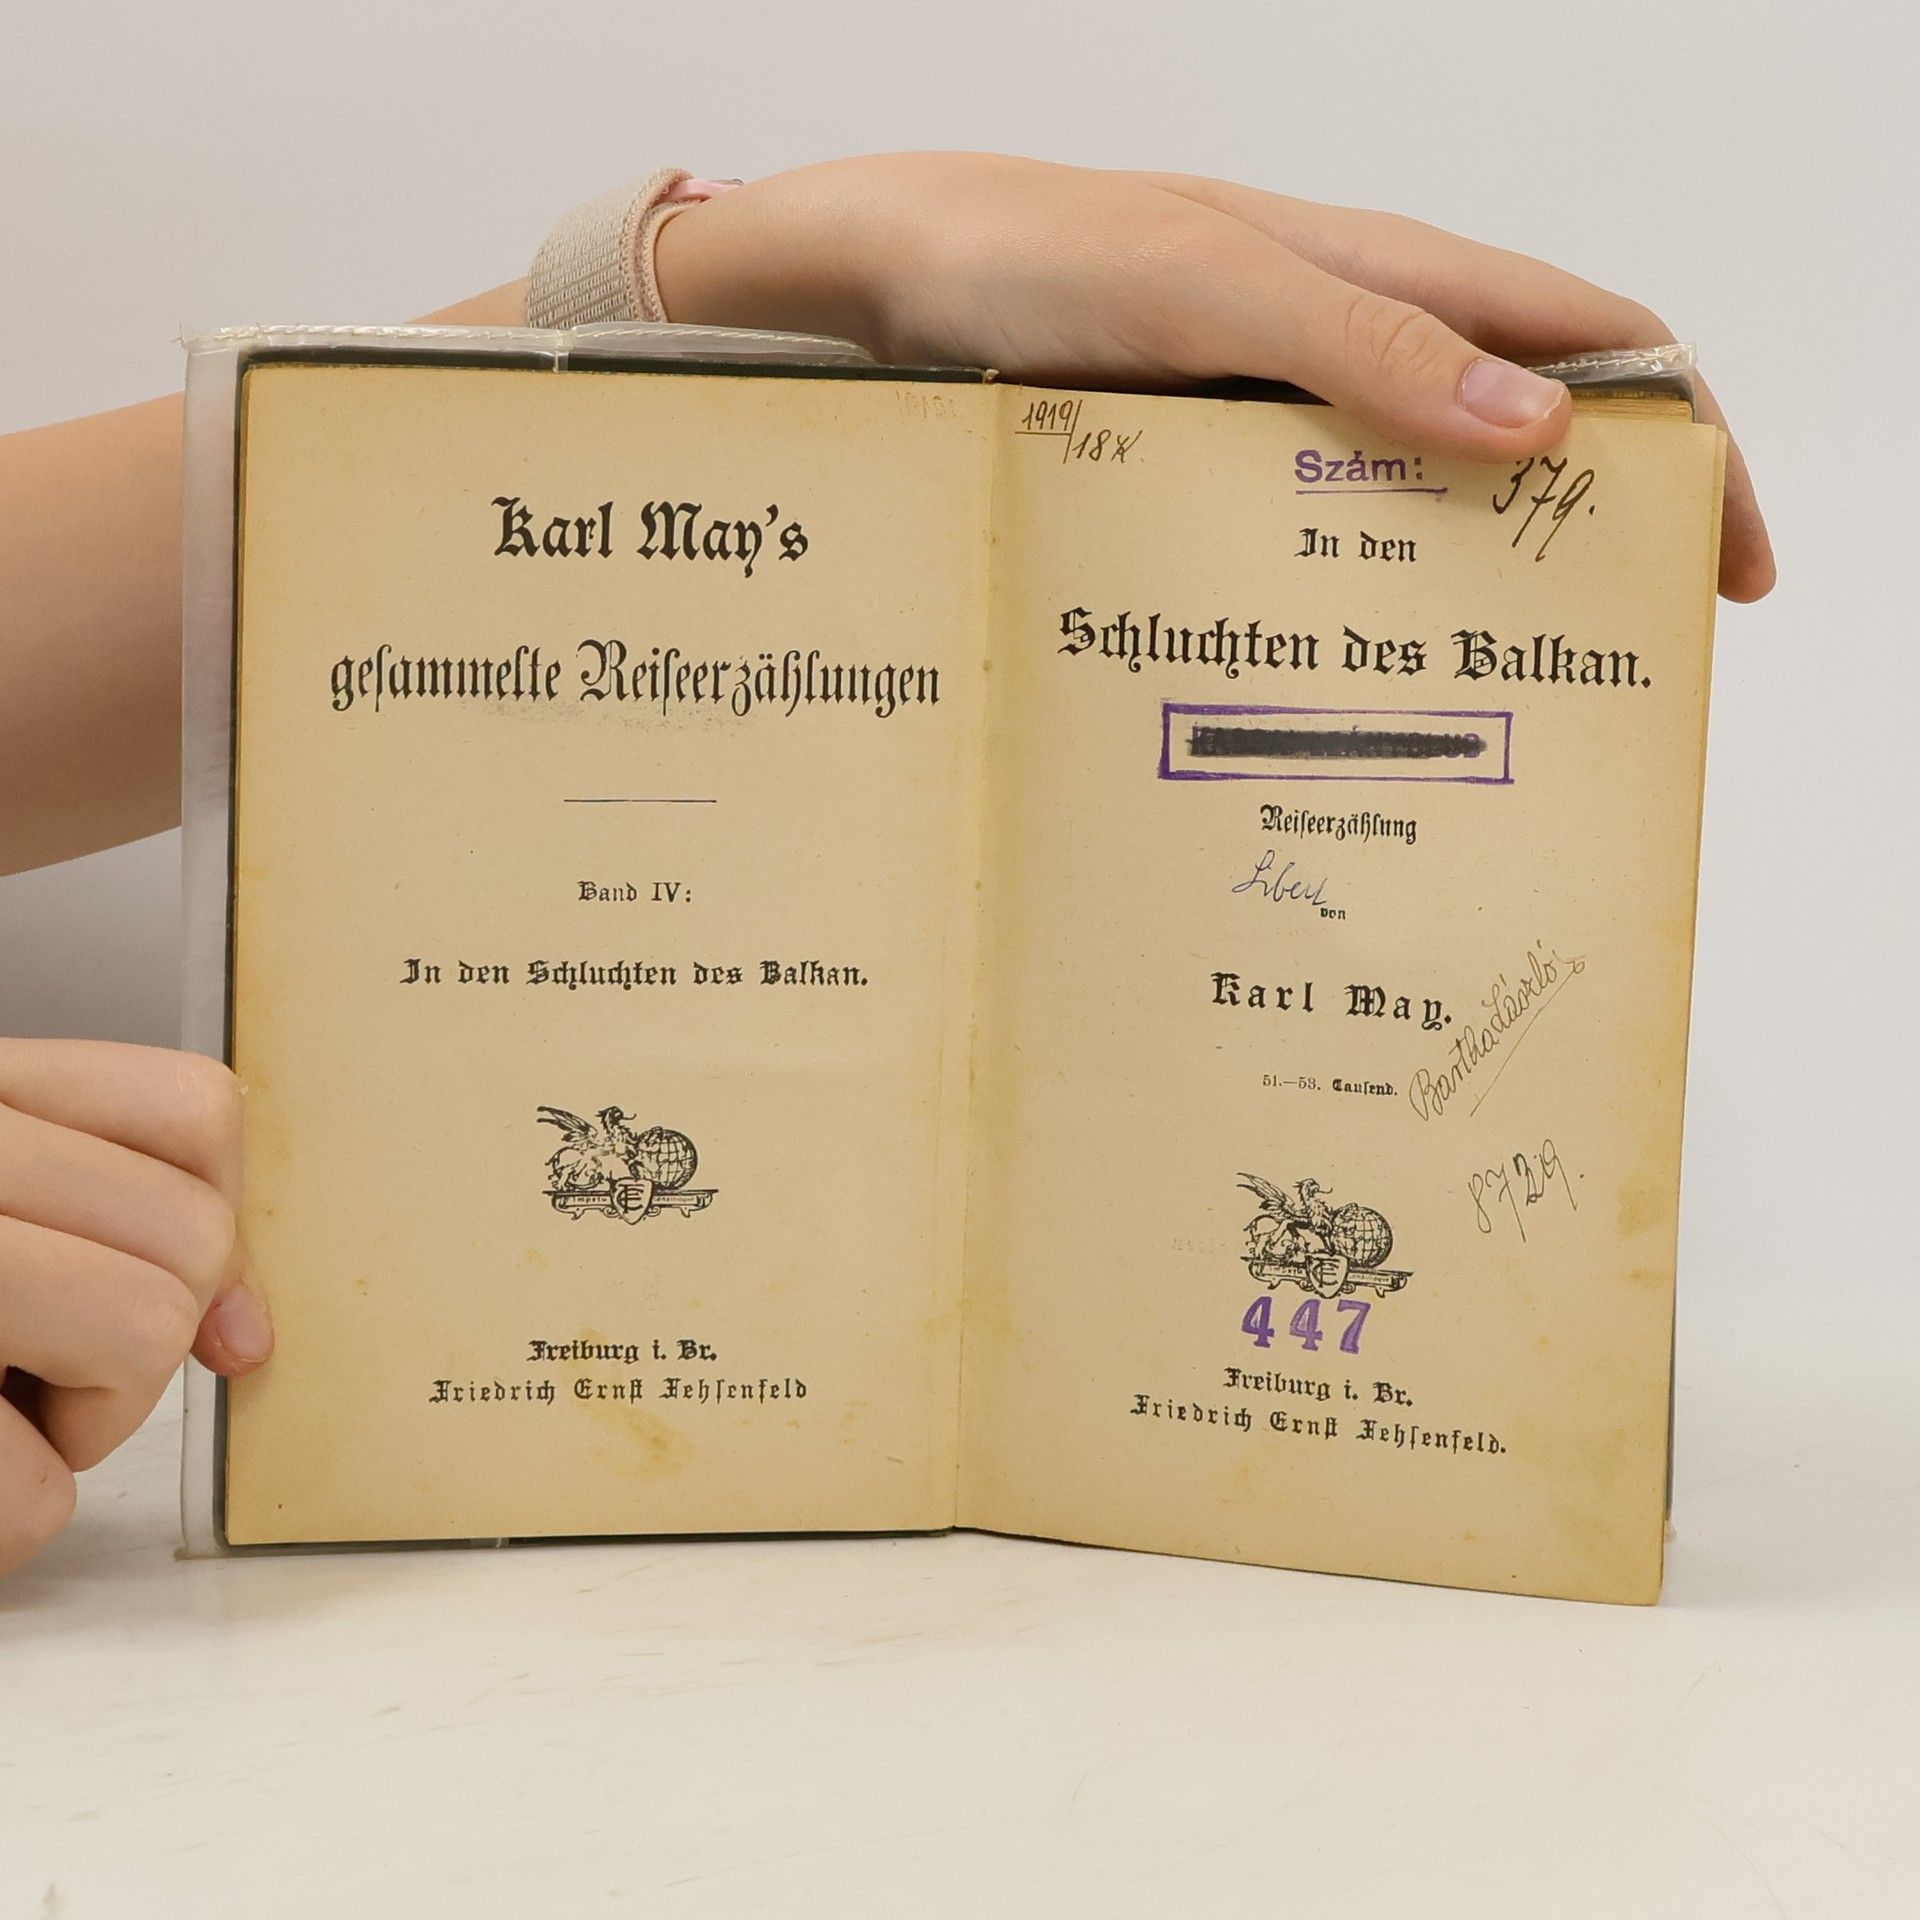 Karl May's
gesammelte Reiseerzählungen
Band IV:
In den Schluchten des Balkan.
Freiburg i. Br.
Friedrich Ernst Fehsenfeld
1919/
18 K.
Szám: 379.
In den
Schluchten des Balkan.
Reiseerzählung
von
Karl May.
51.—53. Tausend.
Bartha László
447
Freiburg i. Br.
Friedrich Ernst Fehsenfeld.